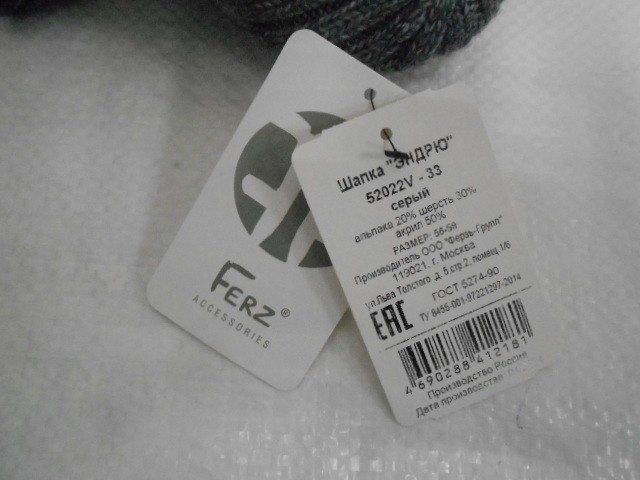 FERZ ®
ACCESSORIES
Шапка "ЭНДРЮ"
52022V - 33
серый
альпака 20% шерсть 30%
акрил 50%
РАЗМЕР: 56-58
Производитель ООО "Ферзь-Групп"
119021, г. Москва
ул.Льва Толстого д. 5,стр.2, помещ. 1/6
ЕАС
ГОСТ 5274-90
ТУ 8455-001-97221297-2014
4 690288 412181
Производство Россия
Дата производства: